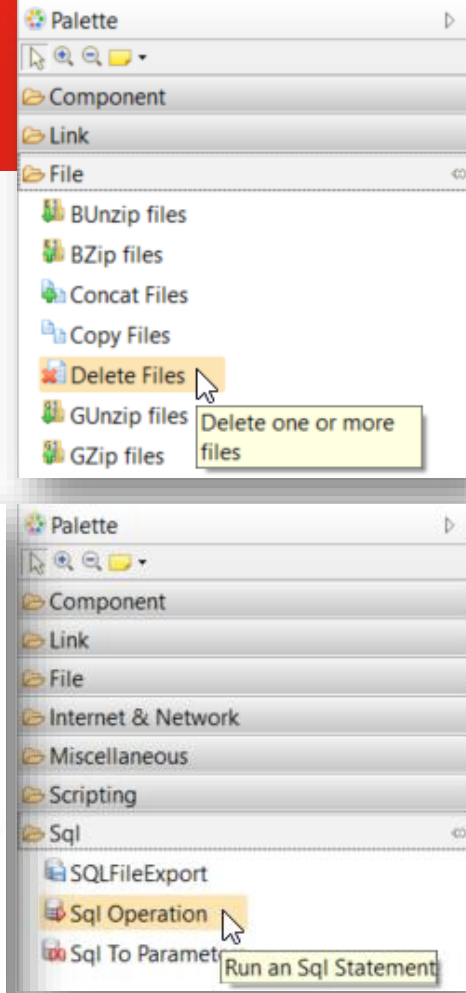 Palette
Component
Link
File
BUnzip files
BZip files
Concat Files
Copy Files
Delete Files
GUnzip files
Delete one or more
files
GZip files
Palette
Component
Link
File
Internet & Network
Miscellaneous
Scripting
Sql
SQLFileExport
Sql Operation
Sql To Paramet
Run an Sql Statement